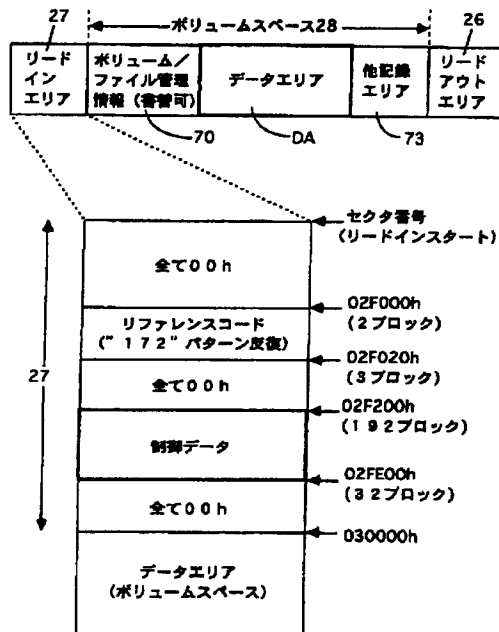 27
ボリュームスペース28
26
リード
イン
エリア
ボリューム／
ファイル管理
情報（書替可）
データエリア
他記録
エリア
リード
アウト
エリア
70
DA
73
セクタ番号
（リードインスタート）
全て００h
02F000h
（２ブロック）
リファレンスコード
（"１７２"パターン反復）
02F020h
（３ブロック）
27
全て００h
02F200h
（１９２ブロック）
制御データ
02FE00h
（３２ブロック）
全て００h
030000h
データエリア
（ボリュームスペース）